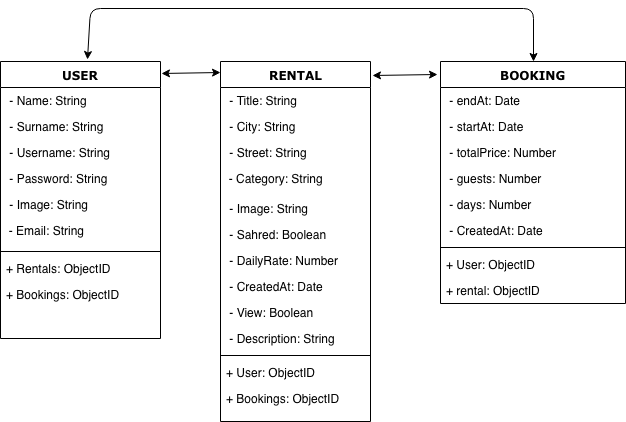 USER
- Name: String
- Surname: String
- Username: String
- Password: String
- Image: String
- Email: String
+ Rentals: ObjectID
+ Bookings: ObjectID
RENTAL
- Title: String
- City: String
- Street: String
- Category: String
- Image: String
- Sahred: Boolean
- DailyRate: Number
- CreatedAt: Date
- View: Boolean
- Description: String
+ User: ObjectID
+ Bookings: ObjectID
BOOKING
- endAt: Date
- startAt: Date
- totalPrice: Number
- guests: Number
- days: Number
- CreatedAt: Date
+ User: ObjectID
+ rental: ObjectID